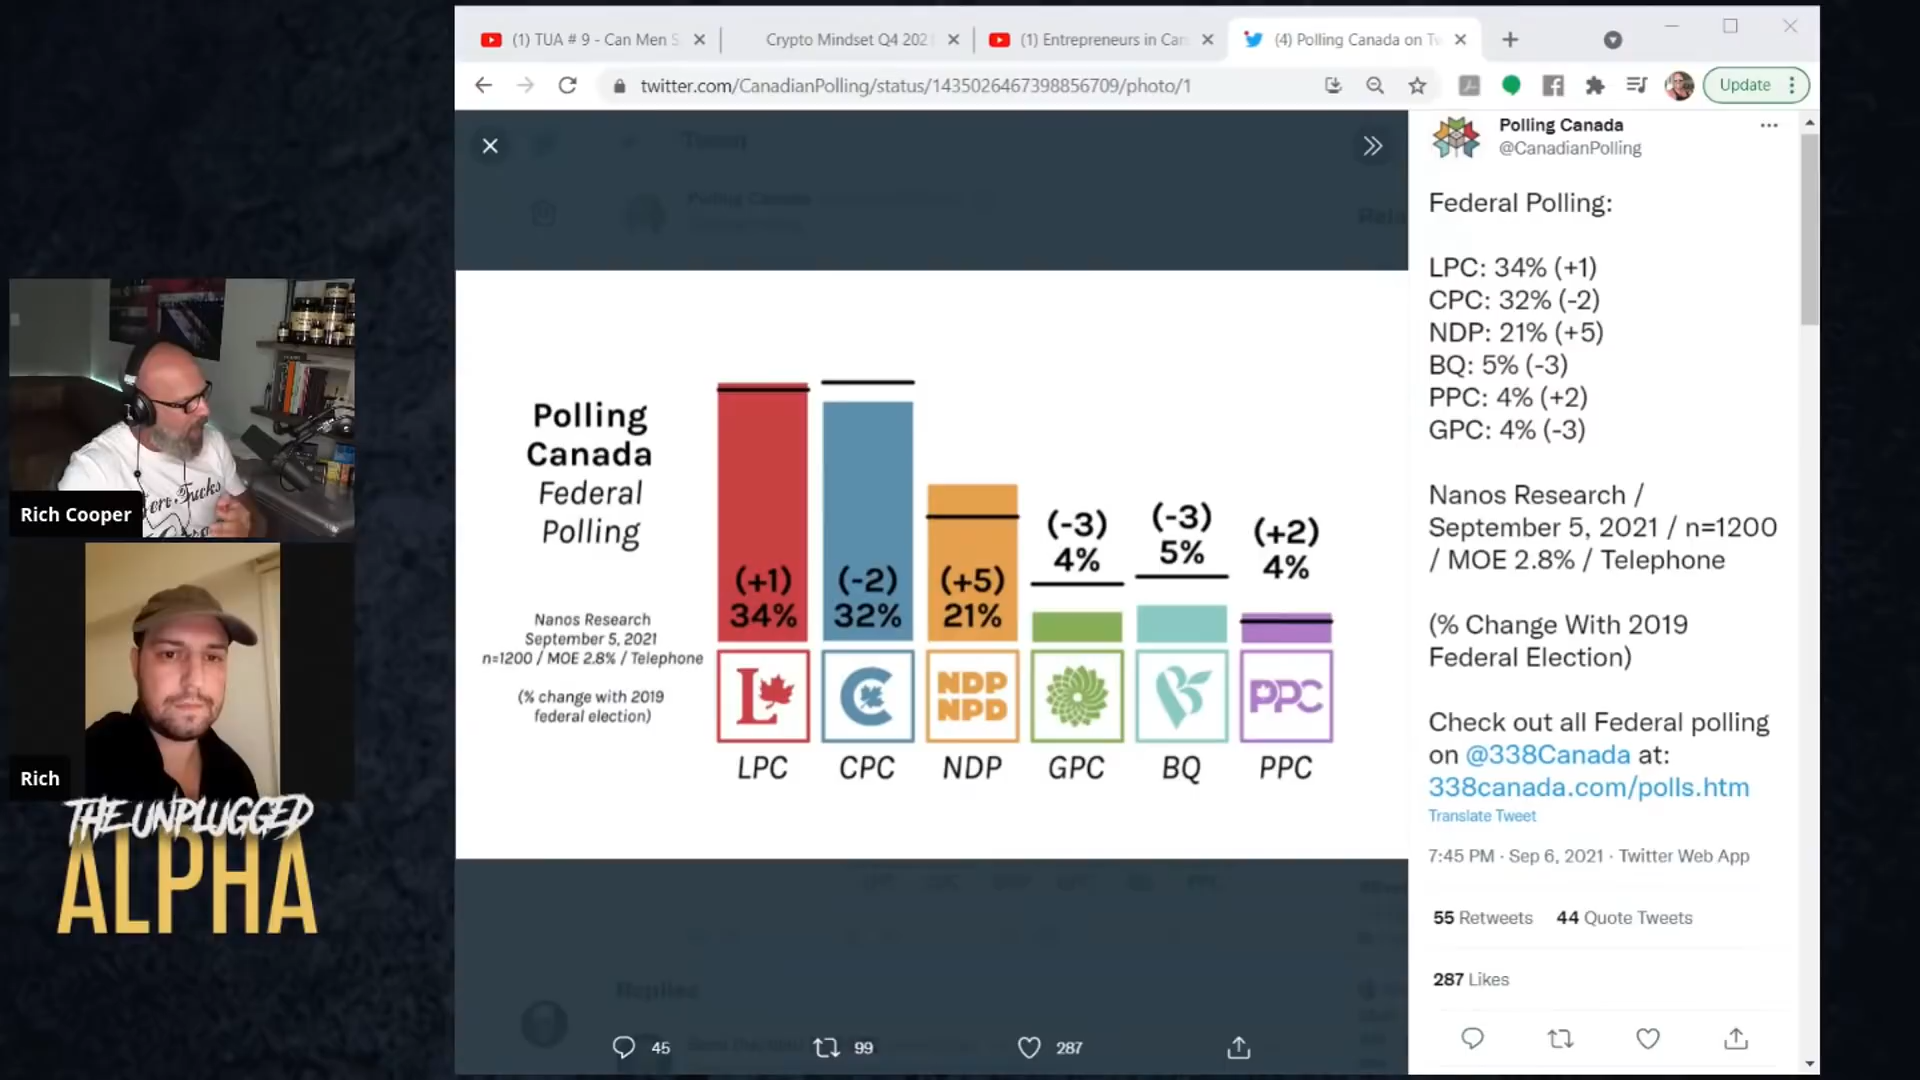 (1) TUA # 9 - Can Men S
Crypto Mindset Q4 202
(1) Entrepreneurs in Can
(4) Polling Canada on Tw
twitter.com/CanadianPolling/status/1435026467398856709/photo/1
Update
Tweet
Polling Canada
Polling Canada
@CanadianPolling
Federal Polling:
LPC: 34% (+1)
CPC: 32% (-2)
NDP: 21% (+5)
BQ: 5% (-3)
PPC: 4% (+2)
GPC: 4% (-3)
Nanos Research /
September 5, 2021 / n=1200
/ MOE 2.8% / Telephone
(% Change With 2019
Federal Election)
Check out all Federal polling
on @338Canada at:
338canada.com/polls.htm
Translate Tweet
7:45 PM · Sep 6, 2021 · Twitter Web App
55 Retweets 44 Quote Tweets
287 Likes
Polling
Canada
Federal
Polling
Nanos Research
September 5, 2021
n=1200 / MOE 2.8% / Telephone
(% change with 2019
federal election)
(+1)
34%
(-2)
32%
(+5)
21%
(-3)
4%
(-3)
5%
(+2)
4%
L
C
NDP
NPD
B
PPC
LPC
CPC
NDP
GPC
BQ
PPC
Replies
45
99
287
Rich Cooper
Rich
THE UNPLUGGED
ALPHA